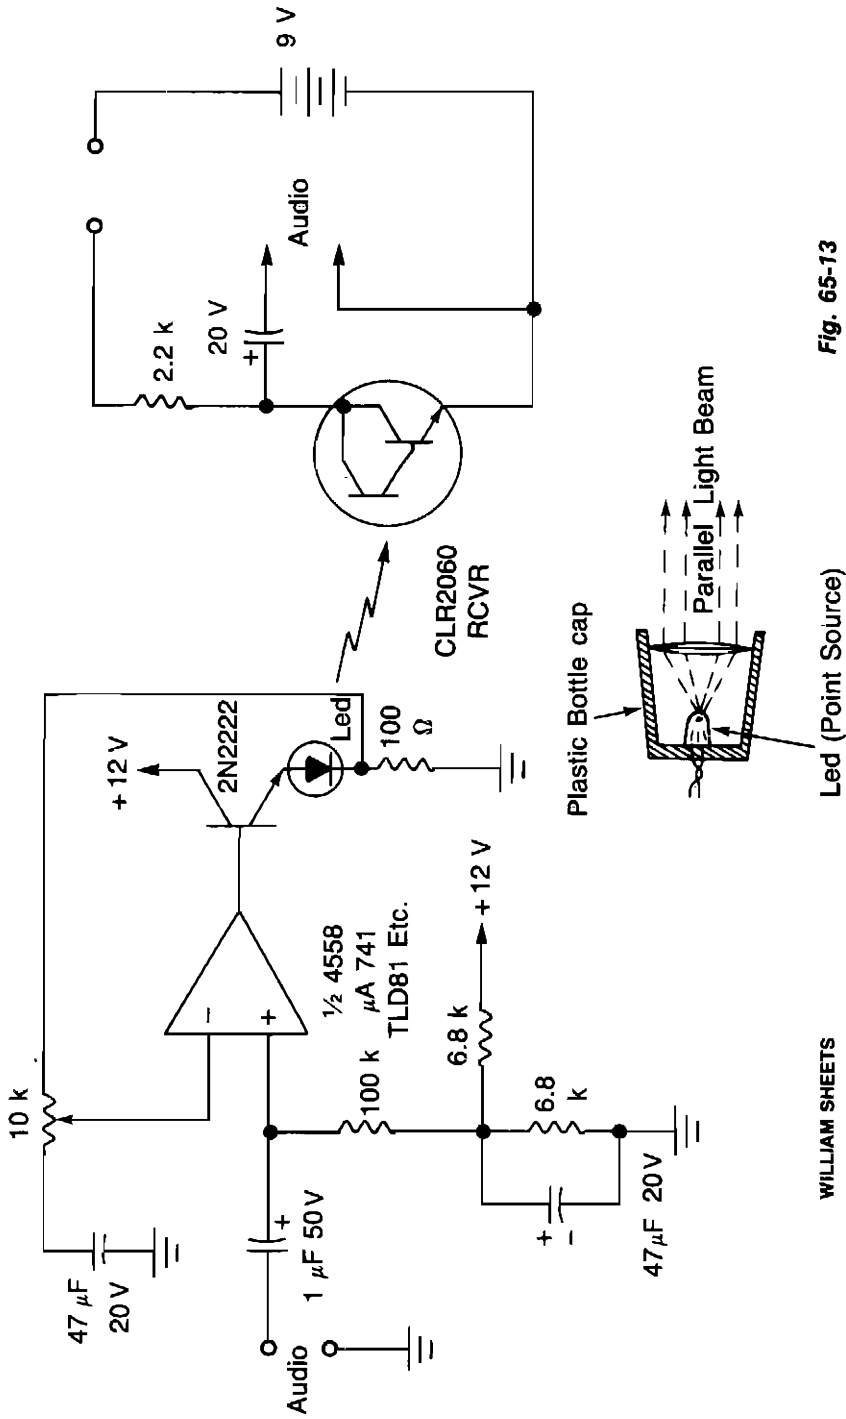 10 k
47 µF
20 V
Audio
1 µF 50 V
+
−
+
½ 4558
µA 741
TLD81 Etc.
+ 12 V
2N2222
Led
100
Ω
100 k
6.8 k
+ 12 V
6.8
k
+
−
47µF 20 V
CLR2060
RCVR
2.2 k
20 V
+
Audio
9 V
Plastic Bottle cap
Parallel Light Beam
Led (Point Source)
WILLIAM SHEETS
Fig. 65-13